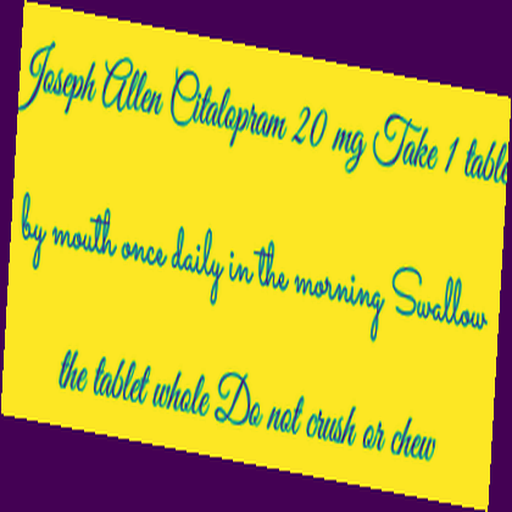 Joseph Allen Citalopram 20 mg Take 1 table
by mouth once daily in the morning Swallow
the tablet whole Do not crush or chew